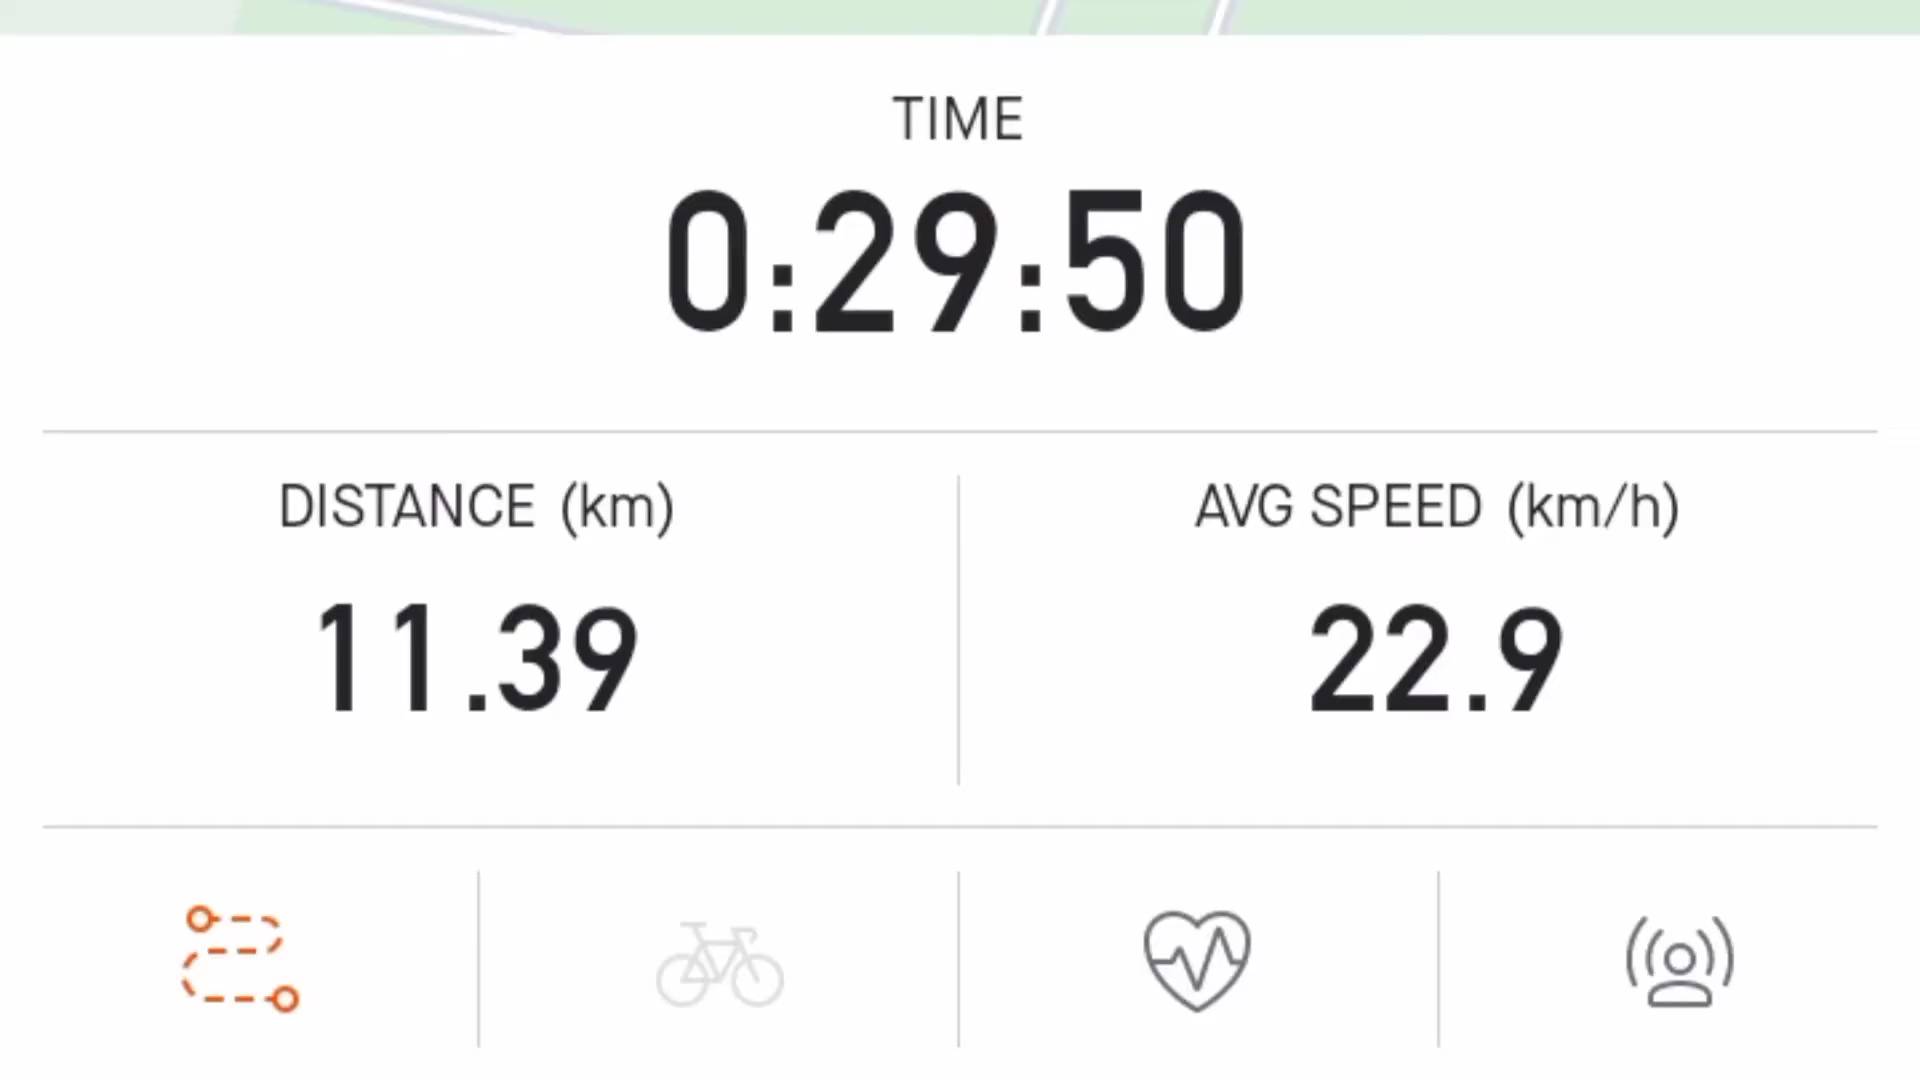 TIME
0:29:50
DISTANCE (km)
AVG SPEED (km/h)
11.39
22.9